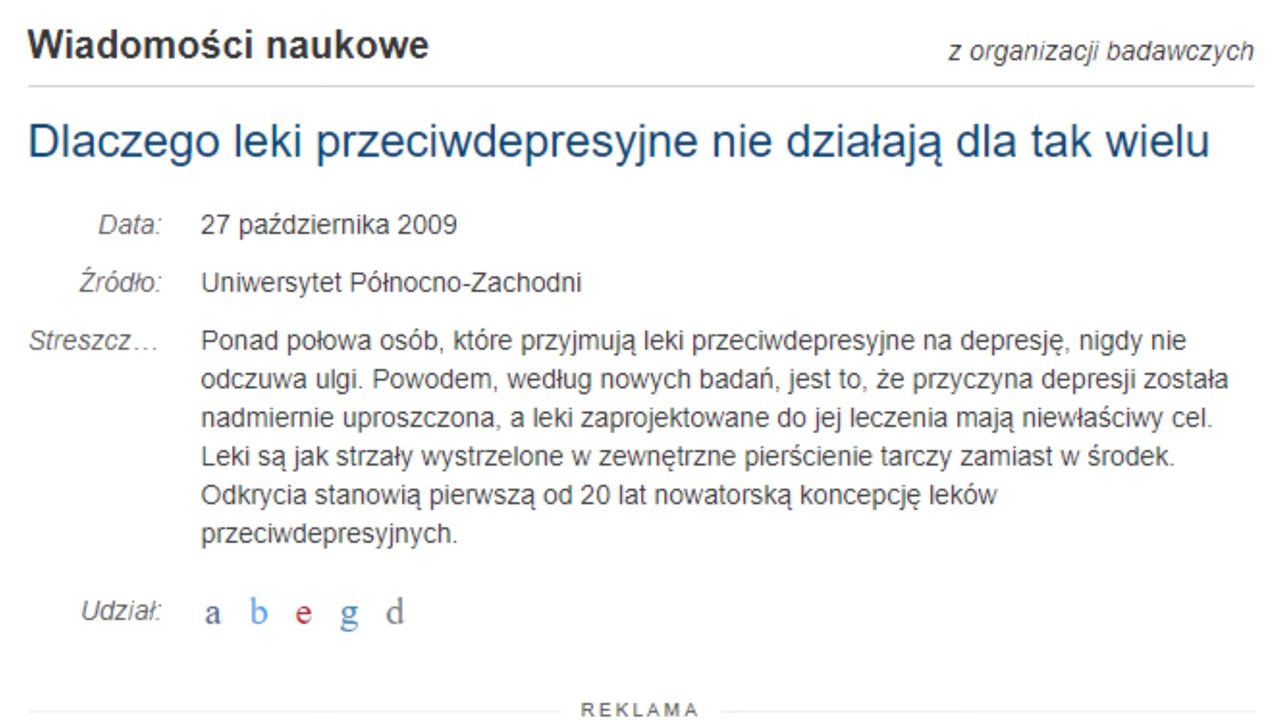 Wiadomości naukowe
z organizacji badawczych
Dlaczego leki przeciwdepresyjne nie działają dla tak wielu
Data: 27 października 2009
Źródło: Uniwersytet Północno-Zachodni
Streszcz… Ponad połowa osób, które przyjmują leki przeciwdepresyjne na depresję, nigdy nie
odczuwa ulgi. Powodem, według nowych badań, jest to, że przyczyna depresji została
nadmiernie uproszczona, a leki zaprojektowane do jej leczenia mają niewłaściwy cel.
Leki są jak strzały wystrzelone w zewnętrzne pierścienie tarczy zamiast w środek.
Odkrycia stanowią pierwszą od 20 lat nowatorską koncepcję leków
przeciwdepresyjnych.
Udział: a b e g d
REKLAMA